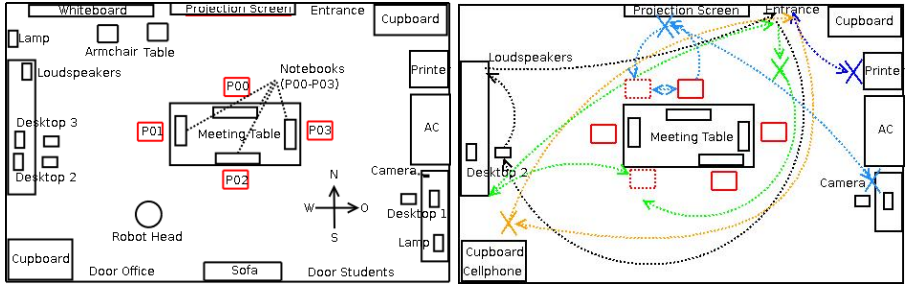 Whiteboard
Projection Screen
Entrance
Cupboard
Lamp
Armchair
Table
Loudspeakers
Notebooks
(P00-P03)
Printer
P00
Desktop 3
P01
Meeting Table
P03
AC
Desktop 2
P02
Camera
N
W
O
S
Desktop 1
Robot Head
Lamp
Cupboard
Door Office
Sofa
Door Students
Projection Screen
Entrance
Cupboard
Loudspeakers
Printer
Meeting Table
AC
Desktop 2
Camera
Cupboard
Cellphone